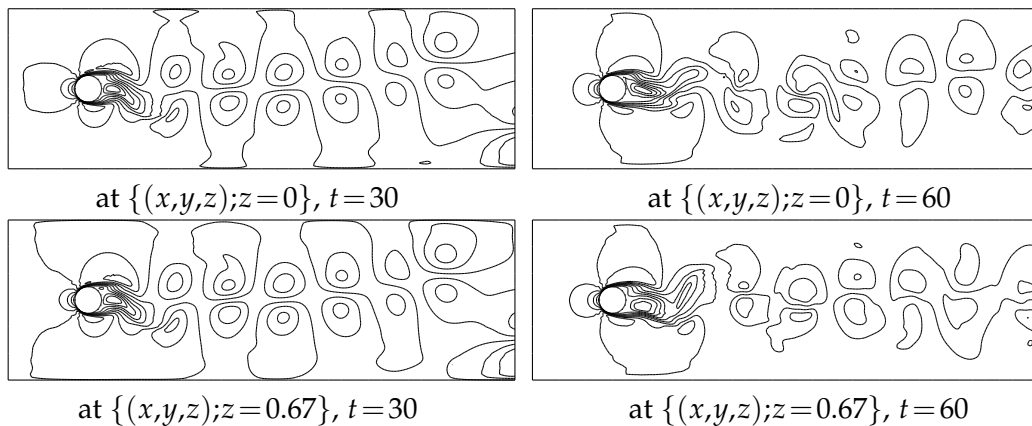 at {(x,y,z);z=0}, t=30
at {(x,y,z);z=0}, t=60
at {(x,y,z);z=0.67}, t=30
at {(x,y,z);z=0.67}, t=60